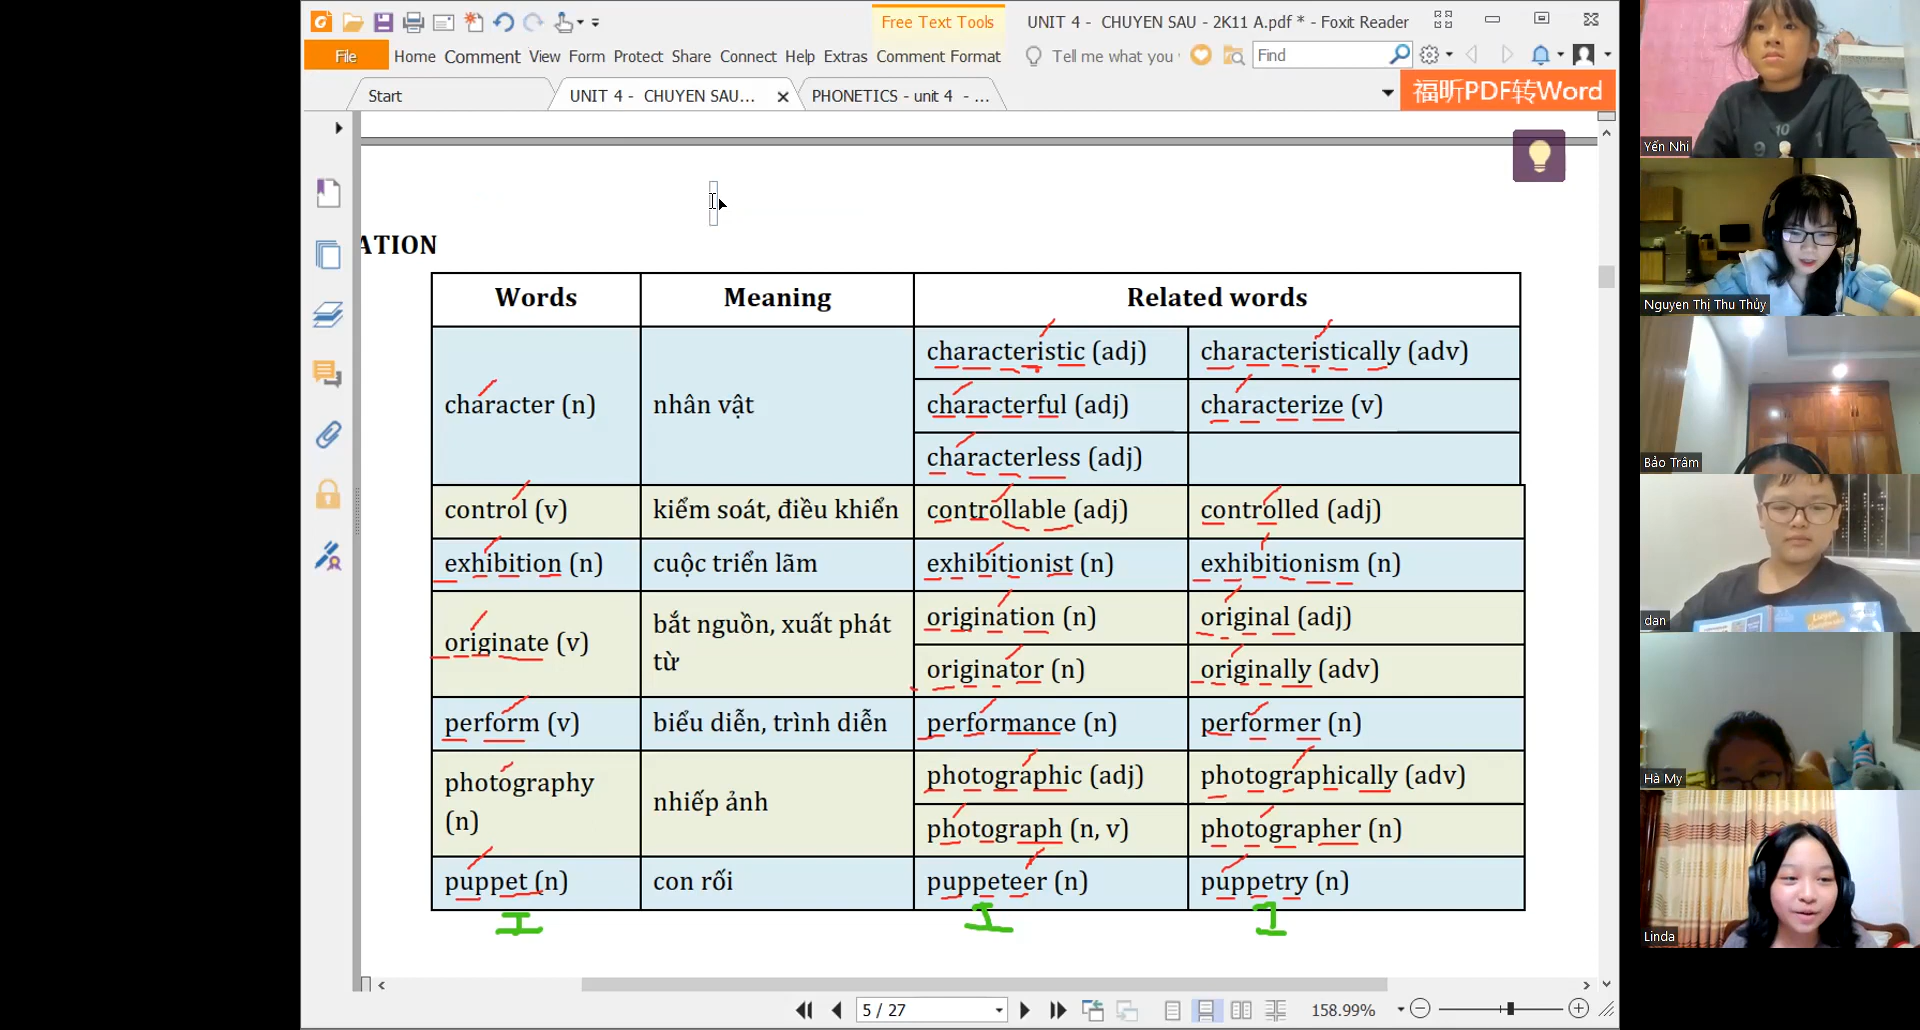 Free Text Tools
UNIT 4 - CHUYEN SAU - 2K11 A.pdf * - Foxit Reader
File Home Comment View Form Protect Share Connect Help Extras Comment Format Tell me what you Find
Start UNIT 4 - CHUYEN SAU... PHONETICS - unit 4 - ... 福昕PDF转Word
ATION
Words Meaning Related words
character (n) nhân vật characteristic (adj) characteristically (adv)
characterful (adj) characterize (v)
characterless (adj)
control (v) kiểm soát, điều khiển controllable (adj) controlled (adj)
exhibition (n) cuộc triển lãm exhibitionist (n) exhibitionism (n)
originate (v) bắt nguồn, xuất phát từ origination (n) original (adj)
originator (n) originally (adv)
perform (v) biểu diễn, trình diễn performance (n) performer (n)
photography (n) nhiếp ảnh photographic (adj) photographically (adv)
photograph (n, v) photographer (n)
puppet (n) con rối puppeteer (n) puppetry (n)
I I 1
5 / 27 158.99%
Yến Nhi
10
9 1
Nguyen Thị Thu Thủy
Bảo Trâm
dan
Hà My
Linda